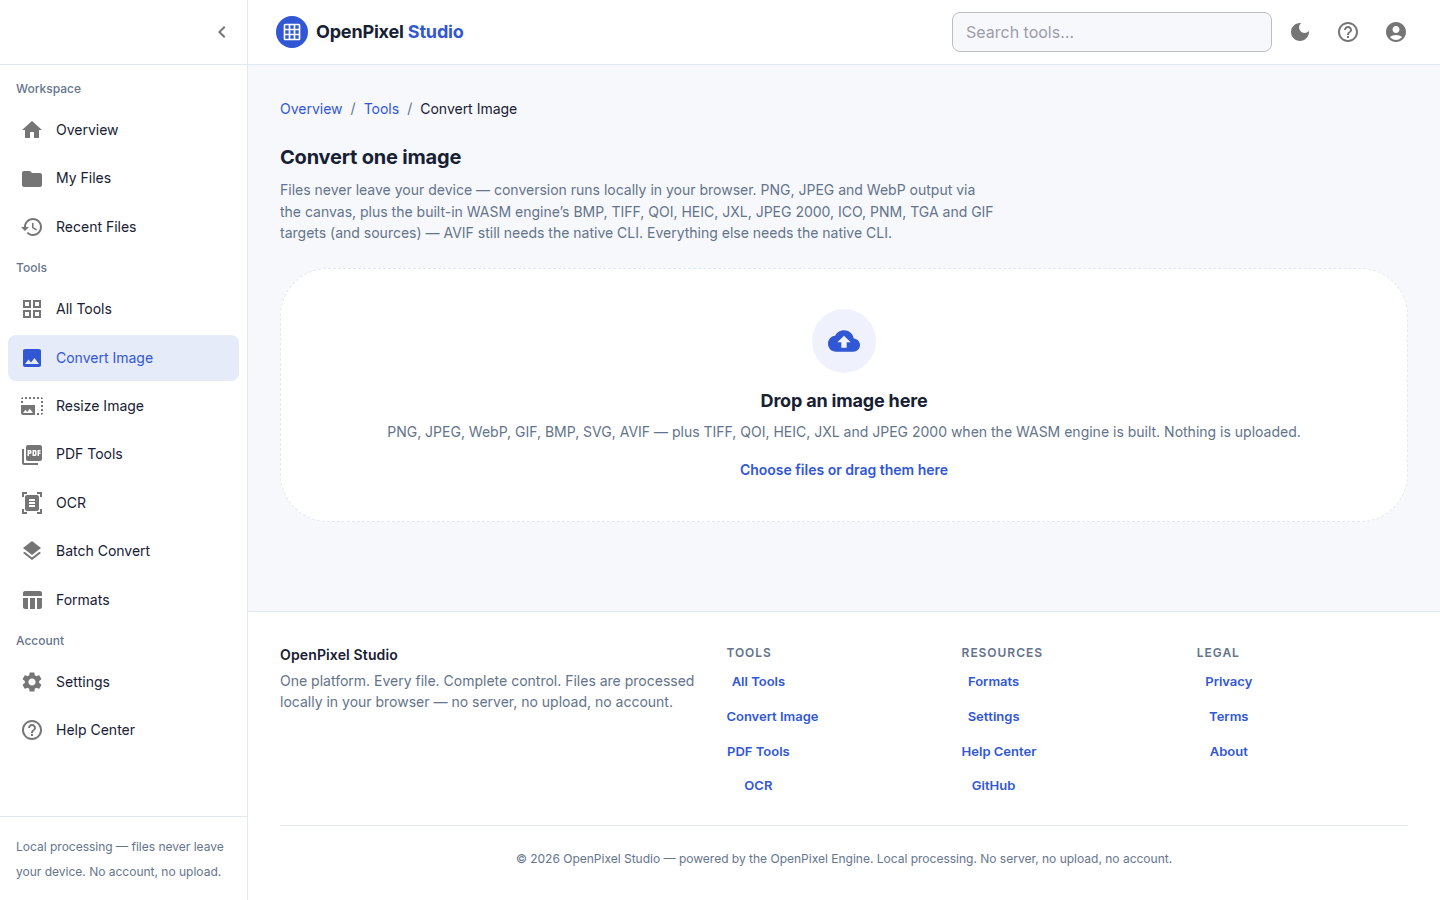 OpenPixel Studio
Search tools...
Workspace
Overview
My Files
Recent Files
Tools
All Tools
Convert Image
Resize Image
PDF Tools
OCR
Batch Convert
Formats
Account
Settings
Help Center
Local processing — files never leave
your device. No account, no upload.
Overview / Tools / Convert Image
Convert one image
Files never leave your device — conversion runs locally in your browser. PNG, JPEG and WebP output via
the canvas, plus the built-in WASM engine’s BMP, TIFF, QOI, HEIC, JXL, JPEG 2000, ICO, PNM, TGA and GIF
targets (and sources) — AVIF still needs the native CLI. Everything else needs the native CLI.
Drop an image here
PNG, JPEG, WebP, GIF, BMP, SVG, AVIF — plus TIFF, QOI, HEIC, JXL and JPEG 2000 when the WASM engine is built. Nothing is uploaded.
Choose files or drag them here
OpenPixel Studio
One platform. Every file. Complete control. Files are processed
locally in your browser — no server, no upload, no account.
TOOLS
All Tools
Convert Image
PDF Tools
OCR
RESOURCES
Formats
Settings
Help Center
GitHub
LEGAL
Privacy
Terms
About
© 2026 OpenPixel Studio — powered by the OpenPixel Engine. Local processing. No server, no upload, no account.